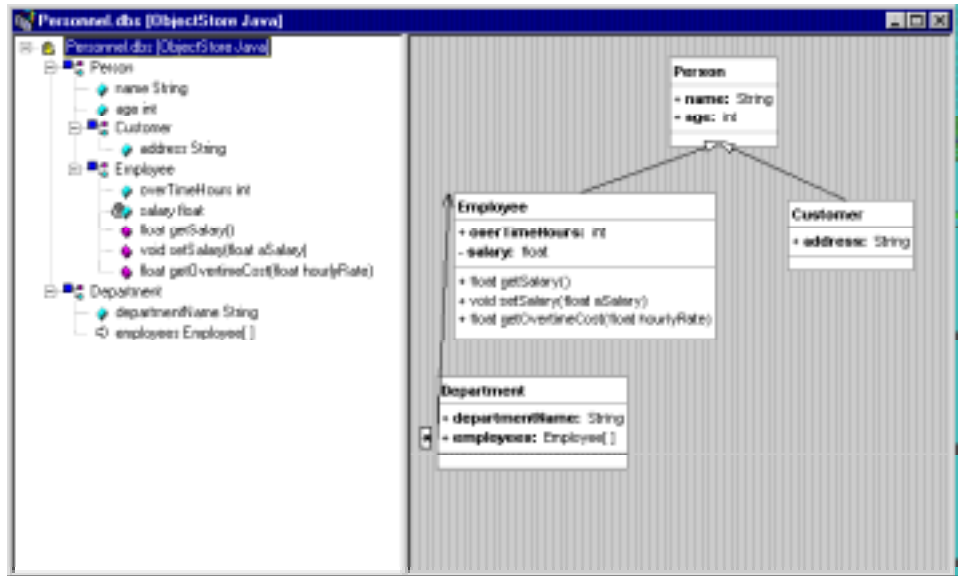 Personnel.dbs [ObjectStore Java]
Personnel.dbs [ObjectStore Java]
Person
name String
age int
Customer
address String
Employee
overTimeHours int
salary float
float getSalary()
void setSalary(float aSalary)
float getOvertimeCost(float hourlyRate)
Department
departmentName String
employees Employee[ ]
Person
+ name: String
+ age: int
Employee
+ overTimeHours: int
- salary: float
+ float getSalary()
+ void setSalary(float aSalary)
+ float getOvertimeCost(float hourlyRate)
Customer
+ address: String
Department
+ departmentName: String
+ employees: Employee[ ]